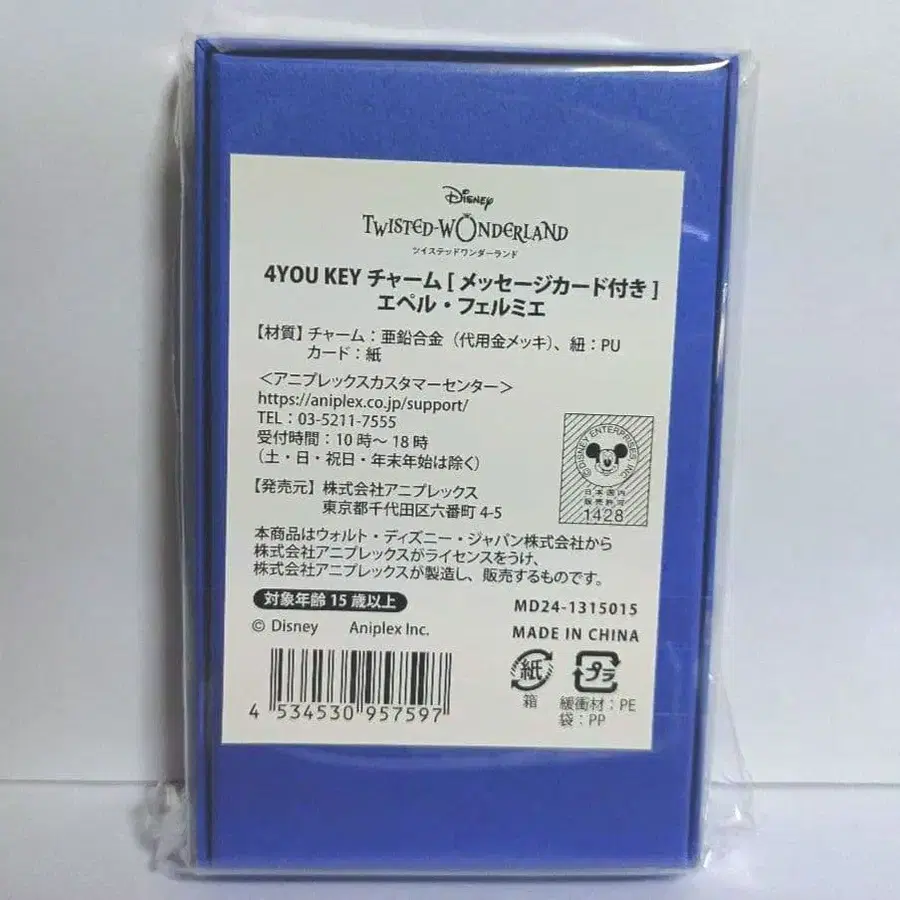 Disney
TWISTED-WONDERLAND
ツイステッドワンダーランド
4YOU KEY チャーム [ メッセージカード付き ]
エペル・フェルミエ
【材質】チャーム：亜鉛合金（代用金メッキ）、紐：PU
カード：紙
＜アニプレックスカスタマーセンター＞
https://aniplex.co.jp/support/
TEL：03-5211-7555
受付時間：10 時～ 18 時
（土・日・祝日・年末年始は除く）
【発売元】株式会社アニプレックス
東京都千代田区六番町 4-5
© DISNEY ENTERPRISES, INC.
日本国内
販売許可
1428
本商品はウォルト・ディズニー・ジャパン株式会社から
株式会社アニプレックスがライセンスをうけ、
株式会社アニプレックスが製造し、販売するものです。
対象年齢 15 歳以上
MD24-1315015
© Disney Aniplex Inc.
MADE IN CHINA
紙
プラ
箱
緩衝材：PE
袋：PP
4 534530 957597